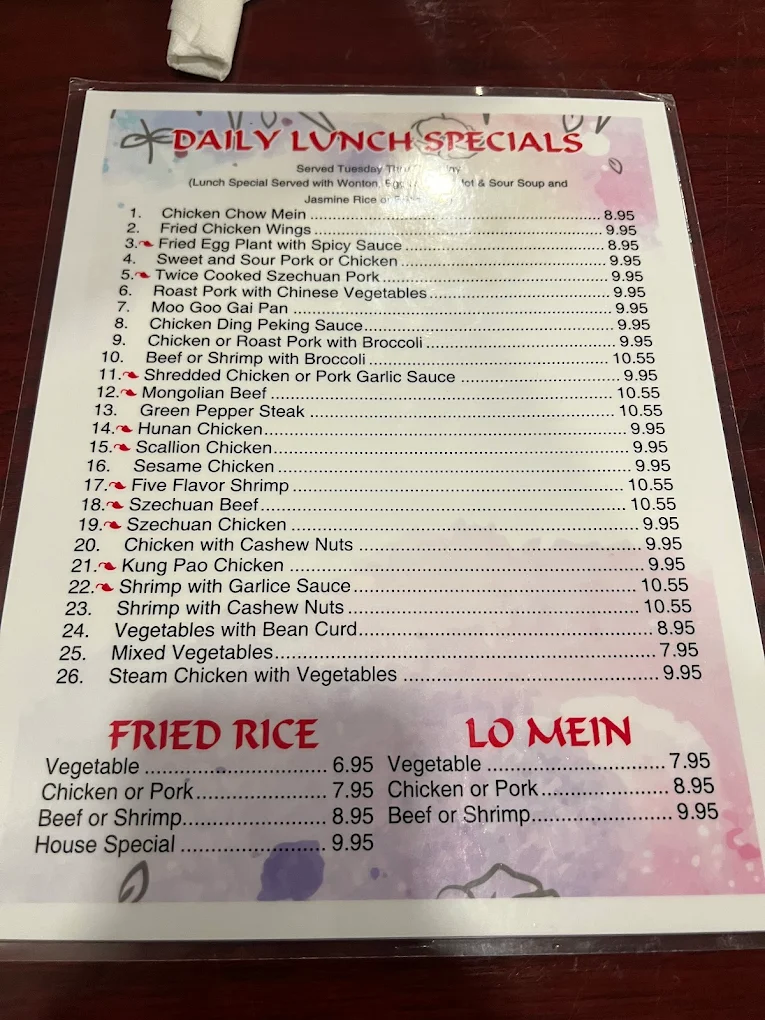 DAILY LUNCH SPECIALS
Served Tuesday
(Lunch Special Served with Wonton, Hot & Sour Soup and
Jasmine Rice or
1. Chicken Chow Mein 8.95
2. Fried Chicken Wings 9.95
3. Fried Egg Plant with Spicy Sauce 8.95
4. Sweet and Sour Pork or Chicken 9.95
5. Twice Cooked Szechuan Pork 9.95
6. Roast Pork with Chinese Vegetables 9.95
7. Moo Goo Gai Pan 9.95
8. Chicken Ding Peking Sauce 9.95
9. Chicken or Roast Pork with Broccoli 9.95
10. Beef or Shrimp with Broccoli 10.55
11. Shredded Chicken or Pork Garlic Sauce 9.95
12. Mongolian Beef 10.55
13. Green Pepper Steak 10.55
14. Hunan Chicken 9.95
15. Scallion Chicken 9.95
16. Sesame Chicken 9.95
17. Five Flavor Shrimp 10.55
18. Szechuan Beef 10.55
19. Szechuan Chicken 9.95
20. Chicken with Cashew Nuts 9.95
21. Kung Pao Chicken 9.95
22. Shrimp with Garlice Sauce 10.55
23. Shrimp with Cashew Nuts 10.55
24. Vegetables with Bean Curd 8.95
25. Mixed Vegetables 7.95
26. Steam Chicken with Vegetables 9.95
FRIED RICE
Vegetable 6.95
Chicken or Pork 7.95
Beef or Shrimp 8.95
House Special 9.95
LO MEIN
Vegetable 7.95
Chicken or Pork 8.95
Beef or Shrimp 9.95